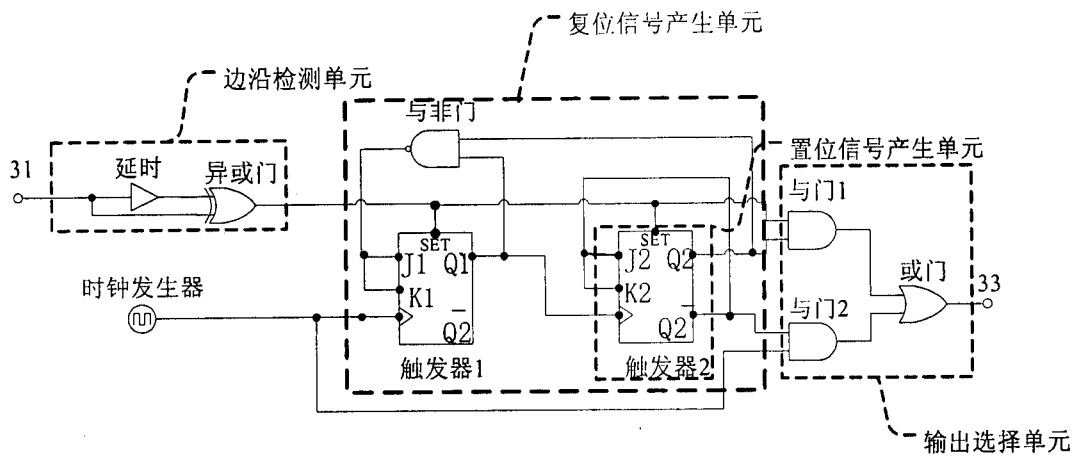 复位信号产生单元
边沿检测单元
与非门
31
延时
异或门
置位信号产生单元
与门1
SET
J1
Q1
K1
Q2
SET
J2
Q2
K2
Q2
或门
33
时钟发生器
与门2
触发器1
触发器2
输出选择单元